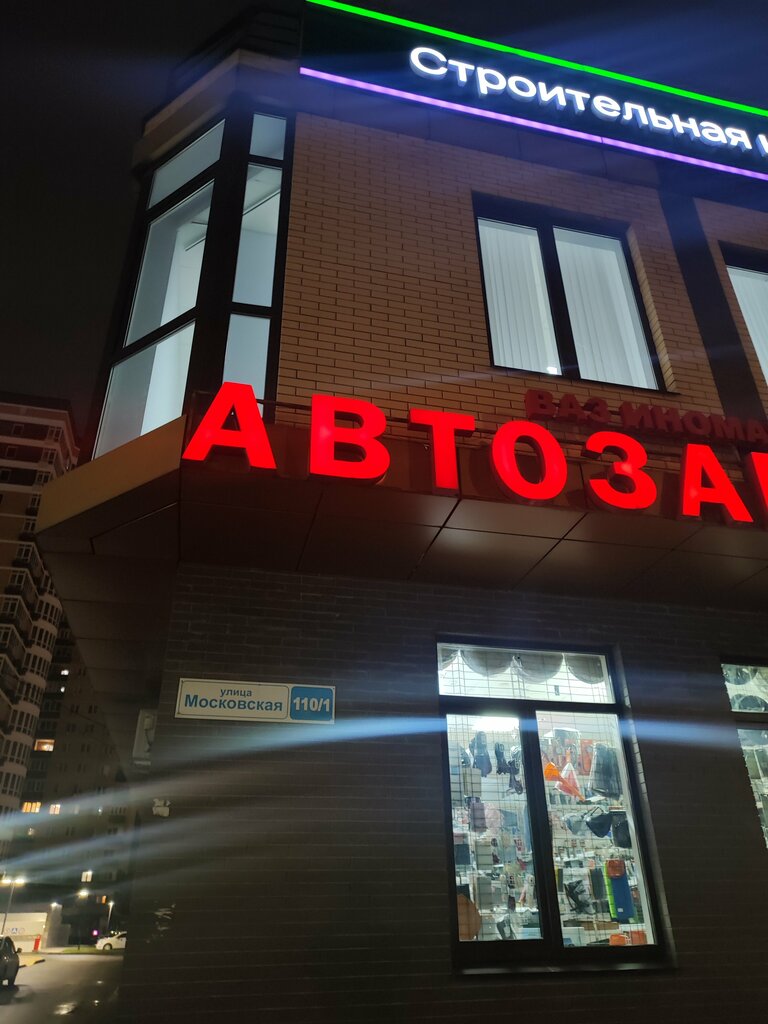 Строительная
ВАЗ ИНОМА
АВТОЗА
улица
Московская 110/1